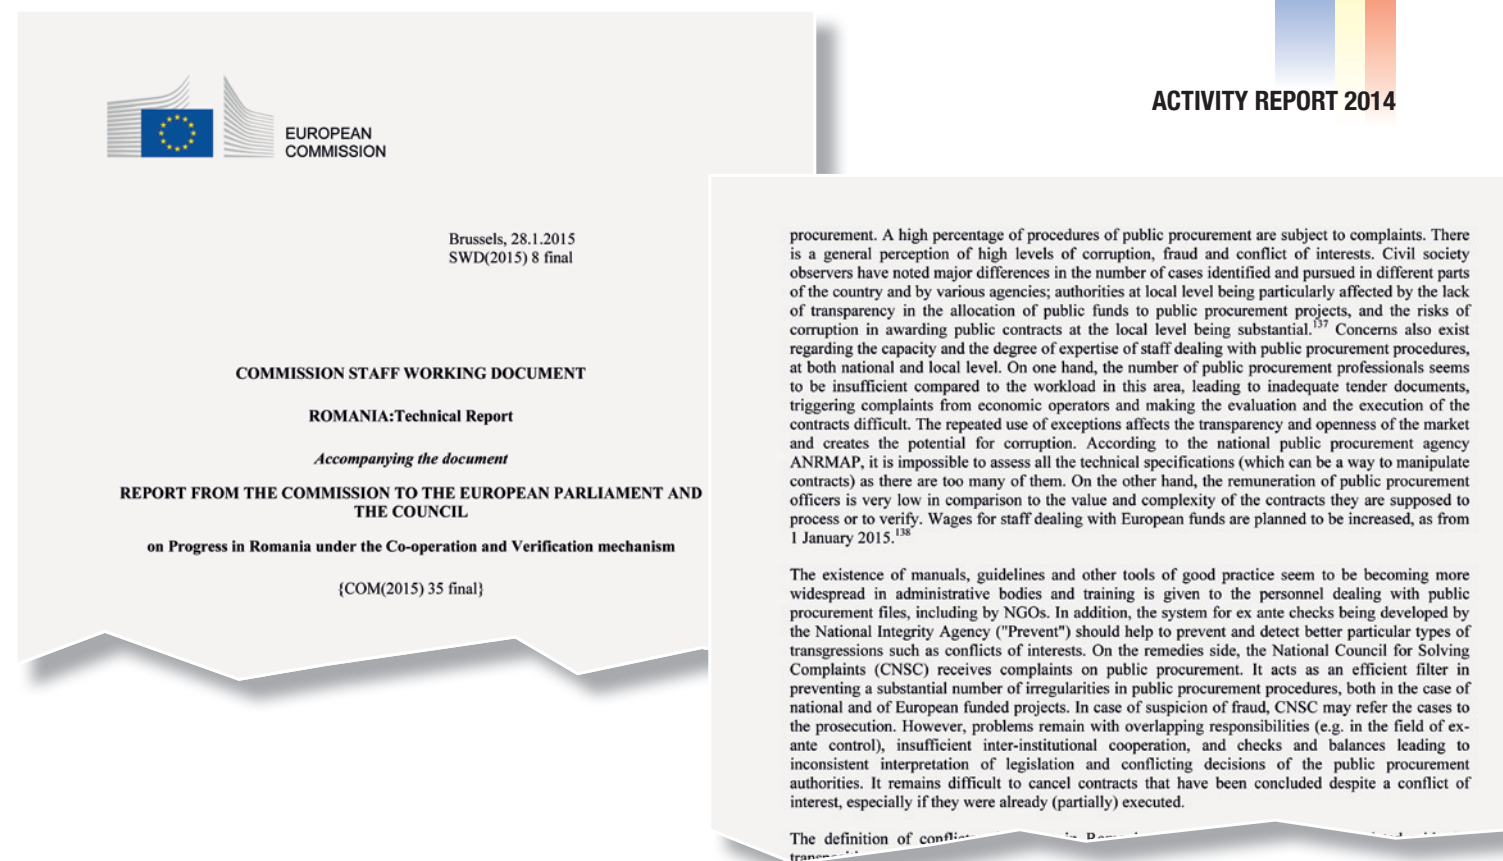 ACTIVITY REPORT 2014
EUROPEAN
COMMISSION
Brussels, 28.1.2015
SWD(2015) 8 final
COMMISSION STAFF WORKING DOCUMENT
ROMANIA:Technical Report
Accompanying the document
REPORT FROM THE COMMISSION TO THE EUROPEAN PARLIAMENT AND
THE COUNCIL
on Progress in Romania under the Co-operation and Verification mechanism
{COM(2015) 35 final}
procurement. A high percentage of procedures of public procurement are subject to complaints. There
is a general perception of high levels of corruption, fraud and conflict of interests. Civil society
observers have noted major differences in the number of cases identified and pursued in different parts
of the country and by various agencies; authorities at local level being particularly affected by the lack
of transparency in the allocation of public funds to public procurement projects, and the risks of
corruption in awarding public contracts at the local level being substantial.137 Concerns also exist
regarding the capacity and the degree of expertise of staff dealing with public procurement procedures,
at both national and local level. On one hand, the number of public procurement professionals seems
to be insufficient compared to the workload in this area, leading to inadequate tender documents,
triggering complaints from economic operators and making the evaluation and the execution of the
contracts difficult. The repeated use of exceptions affects the transparency and openness of the market
and creates the potential for corruption. According to the national public procurement agency
ANRMAP, it is impossible to assess all the technical specifications (which can be a way to manipulate
contracts) as there are too many of them. On the other hand, the remuneration of public procurement
officers is very low in comparison to the value and complexity of the contracts they are supposed to
process or to verify. Wages for staff dealing with European funds are planned to be increased, as from
1 January 2015.138
The existence of manuals, guidelines and other tools of good practice seem to be becoming more
widespread in administrative bodies and training is given to the personnel dealing with public
procurement files, including by NGOs. In addition, the system for ex ante checks being developed by
the National Integrity Agency ("Prevent") should help to prevent and detect better particular types of
transgressions such as conflicts of interests. On the remedies side, the National Council for Solving
Complaints (CNSC) receives complaints on public procurement. It acts as an efficient filter in
preventing a substantial number of irregularities in public procurement procedures, both in the case of
national and of European funded projects. In case of suspicion of fraud, CNSC may refer the cases to
the prosecution. However, problems remain with overlapping responsibilities (e.g. in the field of ex-
ante control), insufficient inter-institutional cooperation, and checks and balances leading to
inconsistent interpretation of legislation and conflicting decisions of the public procurement
authorities. It remains difficult to cancel contracts that have been concluded despite a conflict of
interest, especially if they were already (partially) executed.
The definition of